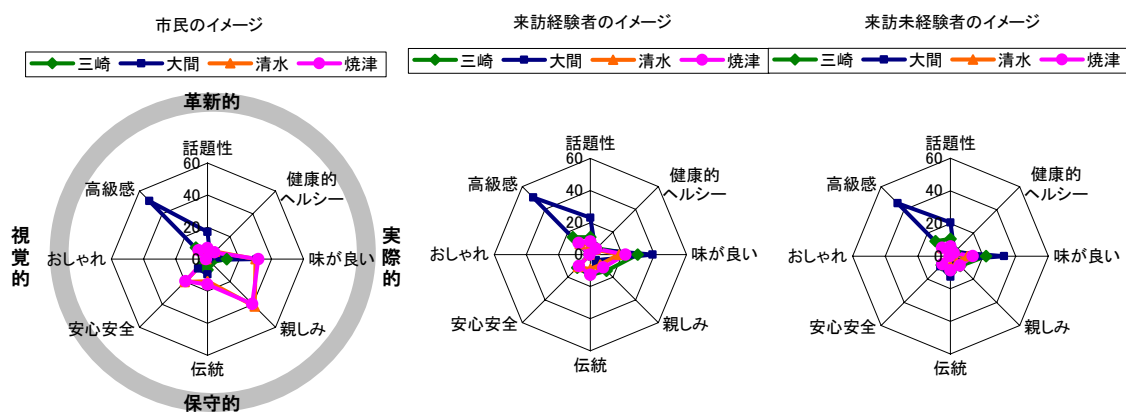 市民のイメージ
三崎 大間 清水 焼津
革新的
視覚的
実際的
保守的
話題性
健康的
ヘルシー
味が良い
親しみ
伝統
安心安全
おしゃれ
高級感
60
40
20
0
来訪経験者のイメージ
三崎 大間 清水 焼津
話題性
健康的
ヘルシー
味が良い
親しみ
伝統
安心安全
おしゃれ
高級感
60
40
20
0
来訪未経験者のイメージ
三崎 大間 清水 焼津
話題性
健康的
ヘルシー
味が良い
親しみ
伝統
安心安全
おしゃれ
高級感
60
40
20
0